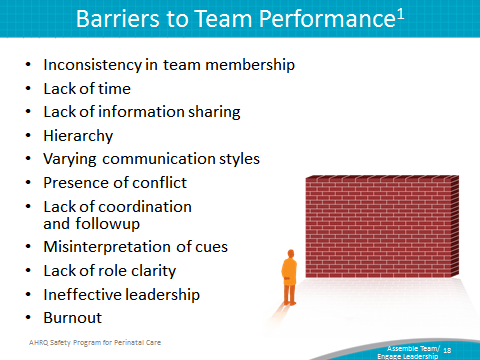 Barriers to Team Performance1
• Inconsistency in team membership
• Lack of time
• Lack of information sharing
• Hierarchy
• Varying communication styles
• Presence of conflict
• Lack of coordination
and followup
• Misinterpretation of cues
• Lack of role clarity
• Ineffective leadership
• Burnout
AHRQ Safety Program for Perinatal Care
Assemble Team/ 18
Engage Leadership